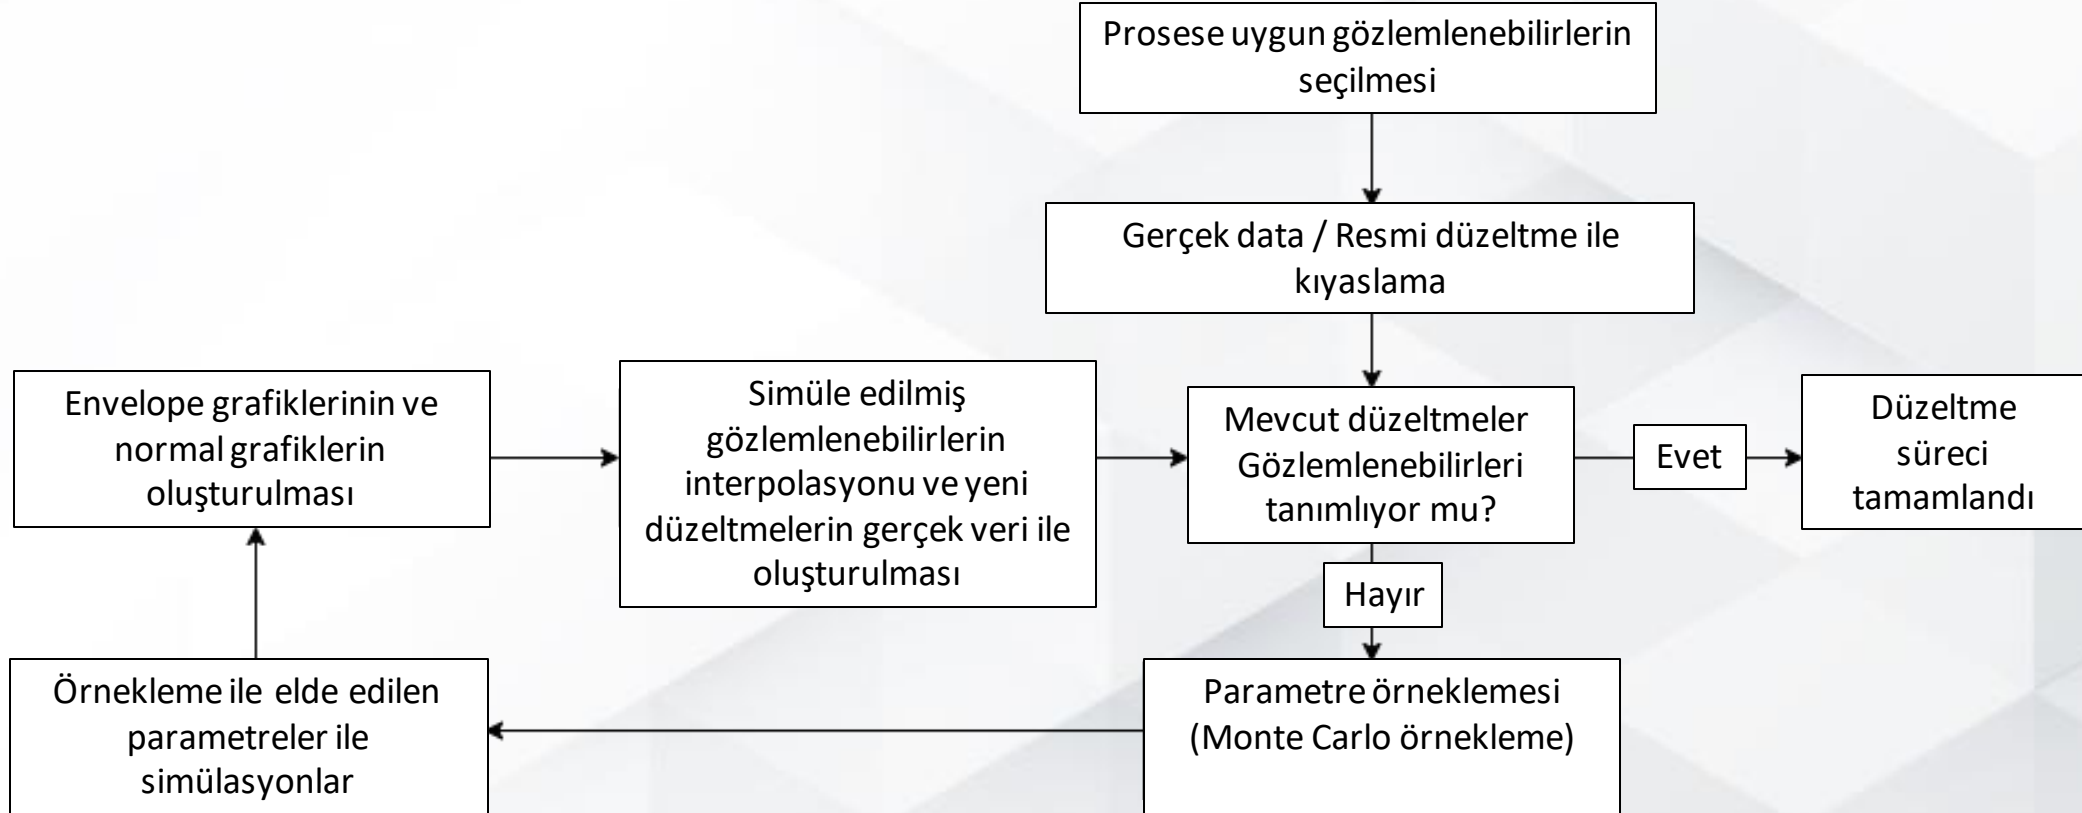 Prosese uygun gözlemlenebilirlerin
seçilmesi
Gerçek data / Resmi düzeltme ile
kıyaslama
Mevcut düzeltmeler
Gözlemlenebilirleri
tanımlıyor mu?
Evet
Düzeltme
süreci
tamamlandı
Hayır
Parametre örneklemesi
(Monte Carlo örnekleme)
Örnekleme ile elde edilen
parametreler ile
simülasyonlar
Envelope grafiklerinin ve
normal grafiklerin
oluşturulması
Simüle edilmiş
gözlemlenebilirlerin
interpolasyonu ve yeni
düzeltmelerin gerçek veri ile
oluşturulması